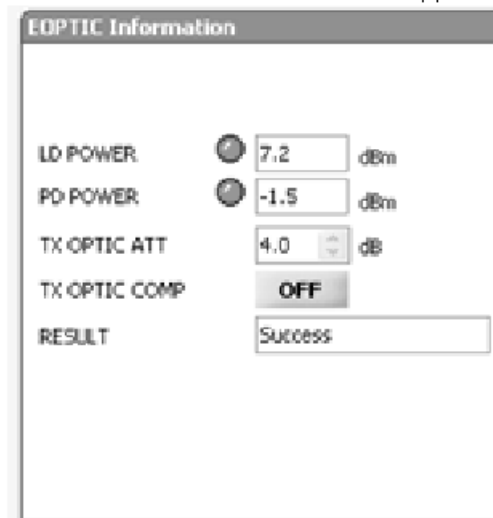 EOPTIC Information
LD POWER 7.2 dBm
PD POWER -1.5 dBm
TX OPTIC ATT 4.0 dB
TX OPTIC COMP OFF
RESULT Success